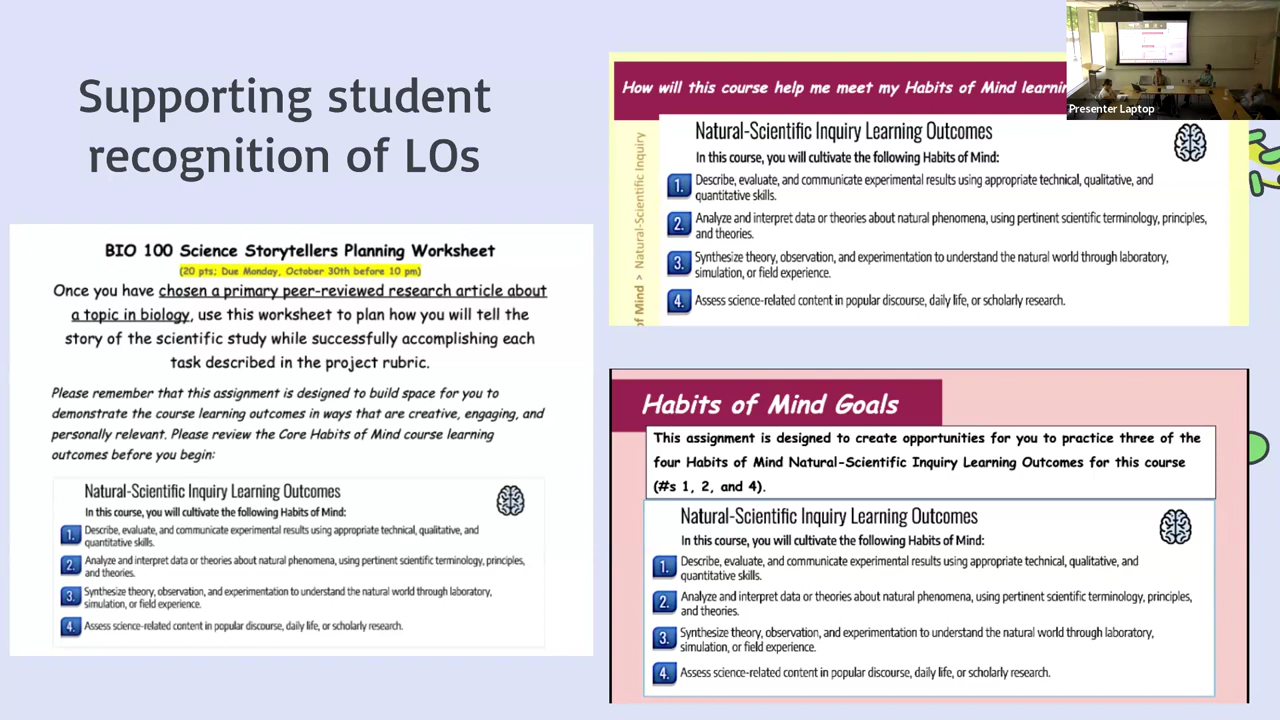 Supporting student
recognition of LOs
BIO 100 Science Storytellers Planning Worksheet
(20 pts; Due Monday, October 30th before 10 pm)
Once you have chosen a primary peer-reviewed research article about
a topic in biology, use this worksheet to plan how you will tell the
story of the scientific study while successfully accomplishing each
task described in the project rubric.
Please remember that this assignment is designed to build space for you to
demonstrate the course learning outcomes in ways that are creative, engaging, and
personally relevant. Please review the Core Habits of Mind course learning
outcomes before you begin:
Natural-Scientific Inquiry Learning Outcomes
In this course, you will cultivate the following Habits of Mind:
1. Describe, evaluate, and communicate experimental results using appropriate technical, qualitative, and
quantitative skills.
2. Analyze and interpret data or theories about natural phenomena, using pertinent scientific terminology, principles,
and theories.
3. Synthesize theory, observation, and experimentation to understand the natural world through laboratory,
simulation, or field experience.
4. Assess science-related content in popular discourse, daily life, or scholarly research.
How will this course help me meet my Habits of Mind learnin
of Mind > Natural-Scientific Inquiry
Natural-Scientific Inquiry Learning Outcomes
In this course, you will cultivate the following Habits of Mind:
1. Describe, evaluate, and communicate experimental results using appropriate technical, qualitative, and
quantitative skills.
2. Analyze and interpret data or theories about natural phenomena, using pertinent scientific terminology, principles,
and theories.
3. Synthesize theory, observation, and experimentation to understand the natural world through laboratory,
simulation, or field experience.
4. Assess science-related content in popular discourse, daily life, or scholarly research.
Presenter Laptop
Habits of Mind Goals
This assignment is designed to create opportunities for you to practice three of the
four Habits of Mind Natural-Scientific Inquiry Learning Outcomes for this course
(#s 1, 2, and 4).
Natural-Scientific Inquiry Learning Outcomes
In this course, you will cultivate the following Habits of Mind:
1. Describe, evaluate, and communicate experimental results using appropriate technical, qualitative, and
quantitative skills.
2. Analyze and interpret data or theories about natural phenomena, using pertinent scientific terminology, principles,
and theories.
3. Synthesize theory, observation, and experimentation to understand the natural world through laboratory,
simulation, or field experience.
4. Assess science-related content in popular discourse, daily life, or scholarly research.